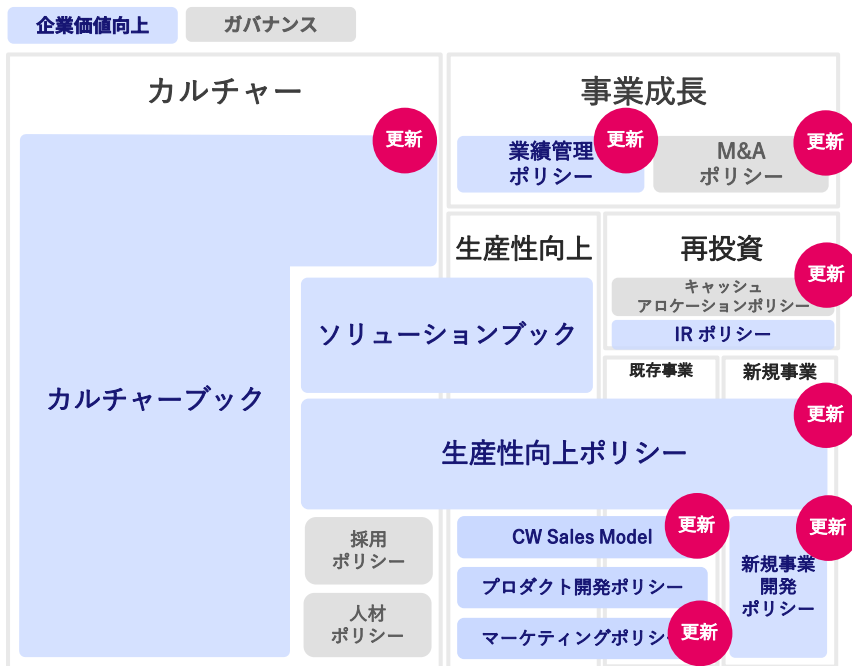 企業価値向上
ガバナンス
カルチャー
更新
カルチャーブック
事業成長
業績管理
ポリシー
更新
M&A
ポリシー
更新
生産性向上
再投資
更新
キャッシュ
アロケーションポリシー
IR ポリシー
ソリューションブック
既存事業
新規事業
更新
生産性向上ポリシー
採用
ポリシー
人材
ポリシー
CW Sales Model
更新
プロダクト開発ポリシー
マーケティングポリシ
更新
新規事業
開発
ポリシー
更新